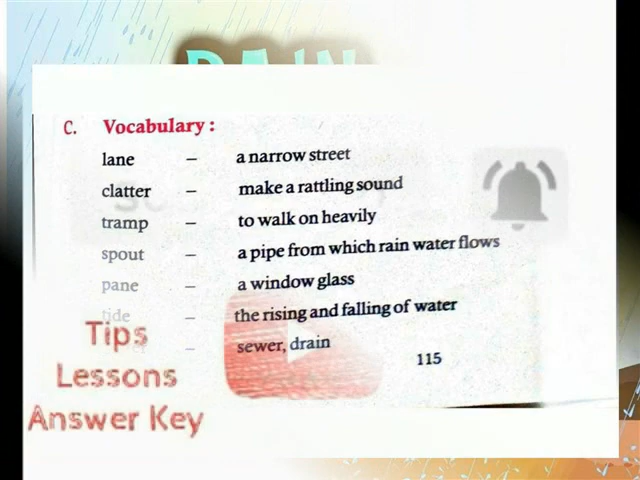 RAIN
C. Vocabulary :
lane – a narrow street
clatter – make a rattling sound
tramp – to walk on heavily
spout – a pipe from which rain water flows
pane – a window glass
tide – the rising and falling of water
– sewer, drain
115
Tips
Lessons
Answer Key